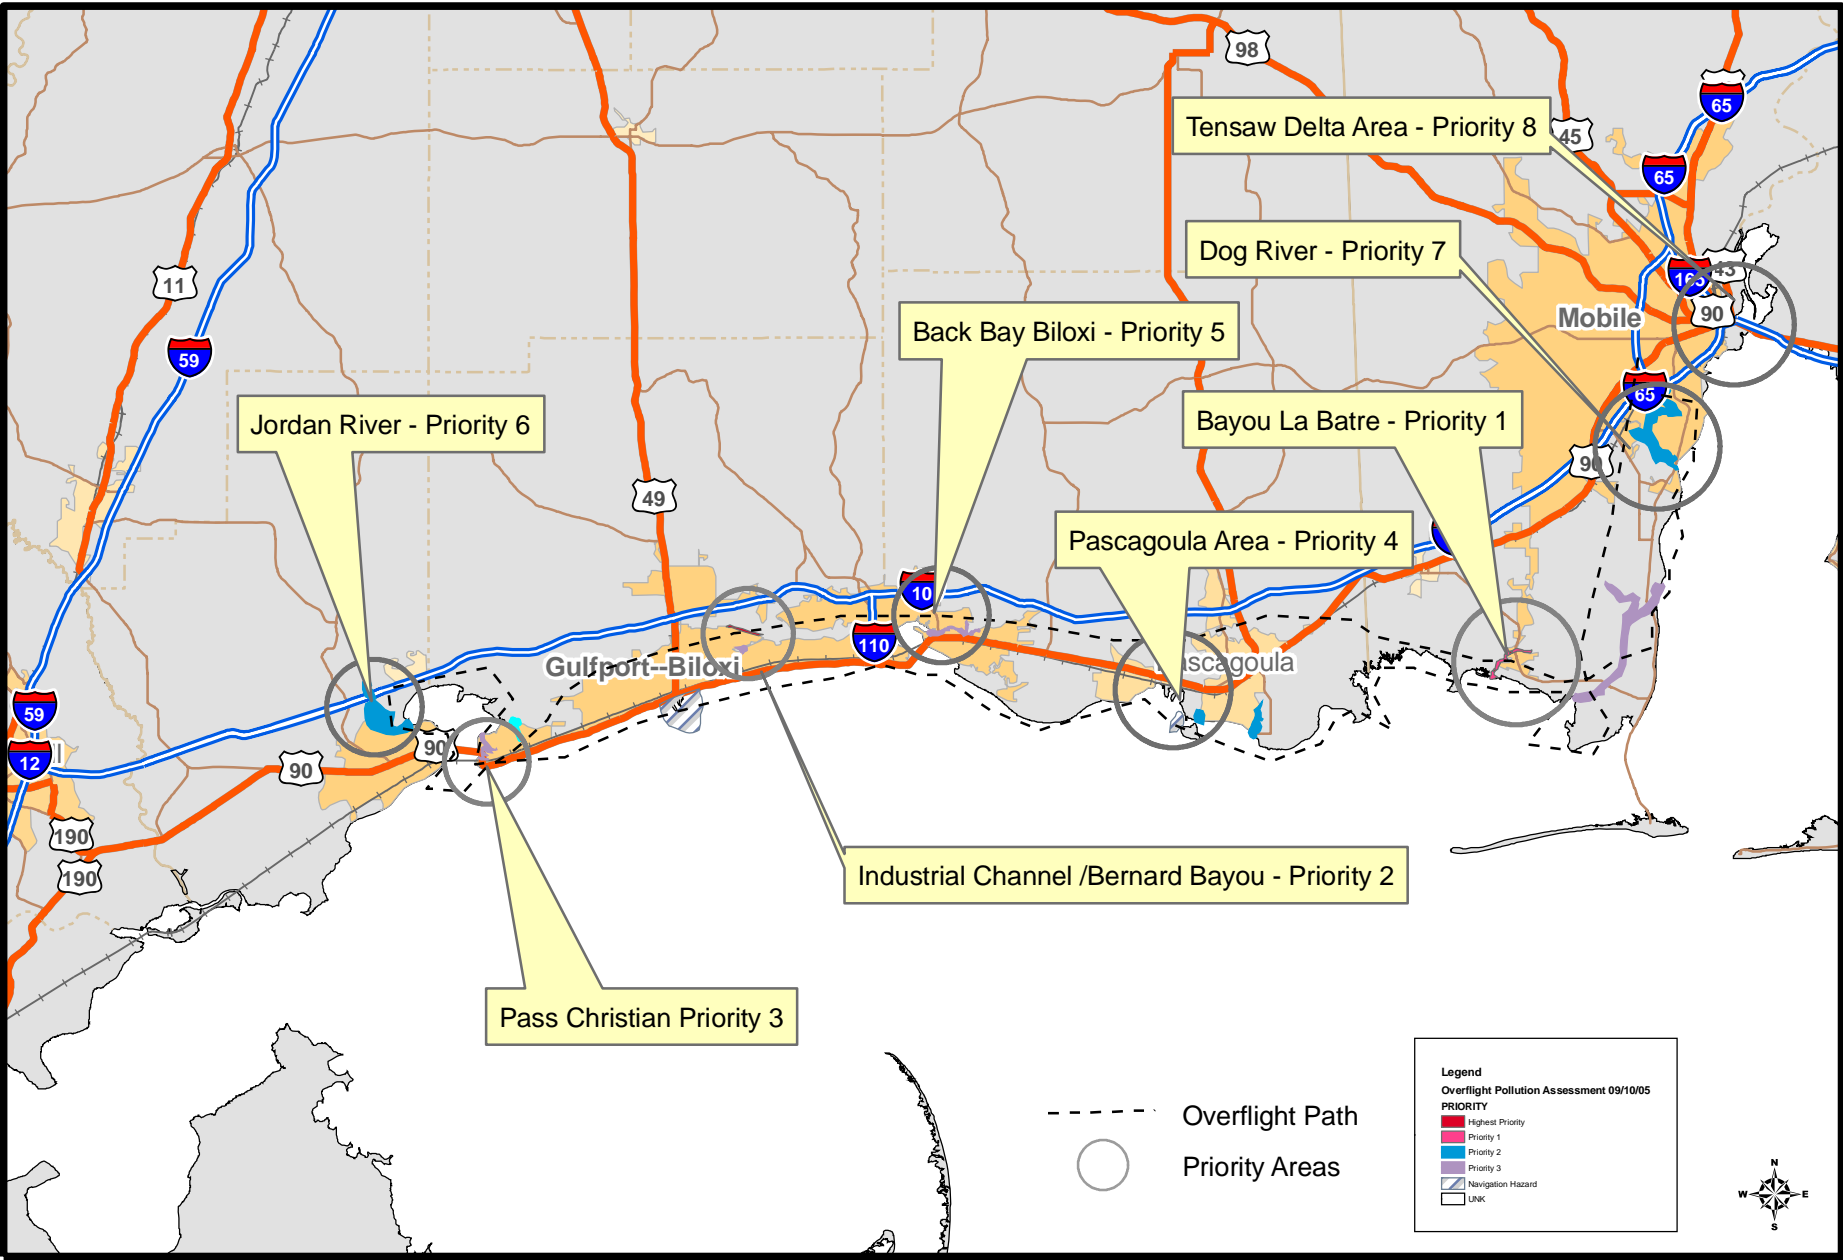 98
65
Tensaw Delta Area - Priority 8
45
65
Dog River - Priority 7
11
165
43
90
Mobile
Back Bay Biloxi - Priority 5
59
65
Jordan River - Priority 6
Bayou La Batre - Priority 1
90
49
Pascagoula Area - Priority 4
10
110
Gulfport--Biloxi
ascagoula
59
90
12
90
190
190
Industrial Channel /Bernard Bayou - Priority 2
Pass Christian Priority 3
Overflight Path
Priority Areas
Legend
Overflight Pollution Assessment 09/10/05
PRIORITY
Highest Priority
Priority 1
Priority 2
Priority 3
Navigation Hazard
UNK
N
W E
S